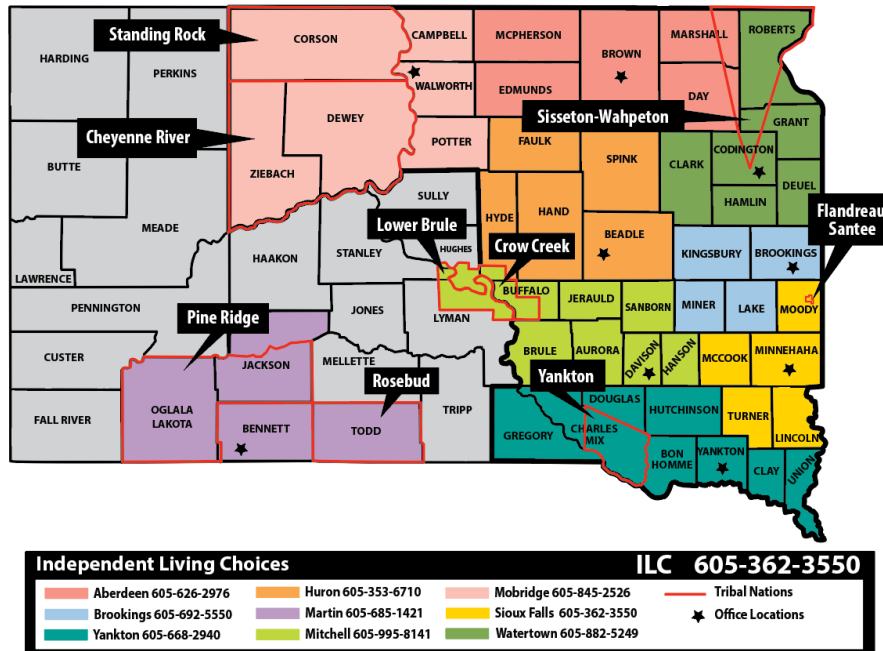 Standing Rock
CORSON
CAMPBELL
MCPHERSON
MARSHALL
ROBERTS
HARDING
PERKINS
BROWN
WALWORTH
EDMUNDS
DAY
Sisseton-Wahpeton
GRANT
Cheyenne River
DEWEY
POTTER
FAULK
SPINK
CODINGTON
CLARK
BUTTE
ZIEBACH
DEUEL
HAMLIN
SULLY
HYDE
HAND
Flandreau
Santee
MEADE
Lower Brule
HUGHES
Crow Creek
BEADLE
KINGSBURY
BROOKINGS
HAAKON
STANLEY
LAWRENCE
BUFFALO
JERAULD
SANBORN
MINER
LAKE
MOODY
PENNINGTON
JONES
LYMAN
Pine Ridge
CUSTER
JACKSON
MELLETTE
BRULE
AURORA
DAVISON
HANSON
MCCOOK
MINNEHAHA
Rosebud
Yankton
OGLALA
LAKOTA
FALL RIVER
BENNETT
TODD
TRIPP
DOUGLAS
HUTCHINSON
TURNER
LINCOLN
GREGORY
CHARLES
MIX
BON
HOMME
YANKTON
CLAY
UNION
Independent Living Choices ILC 605-362-3550
Aberdeen 605-626-2976 Huron 605-353-6710 Mobridge 605-845-2526 Tribal Nations
Brookings 605-692-5550 Martin 605-685-1421 Sioux Falls 605-362-3550 Office Locations
Yankton 605-668-2940 Mitchell 605-995-8141 Watertown 605-882-5249